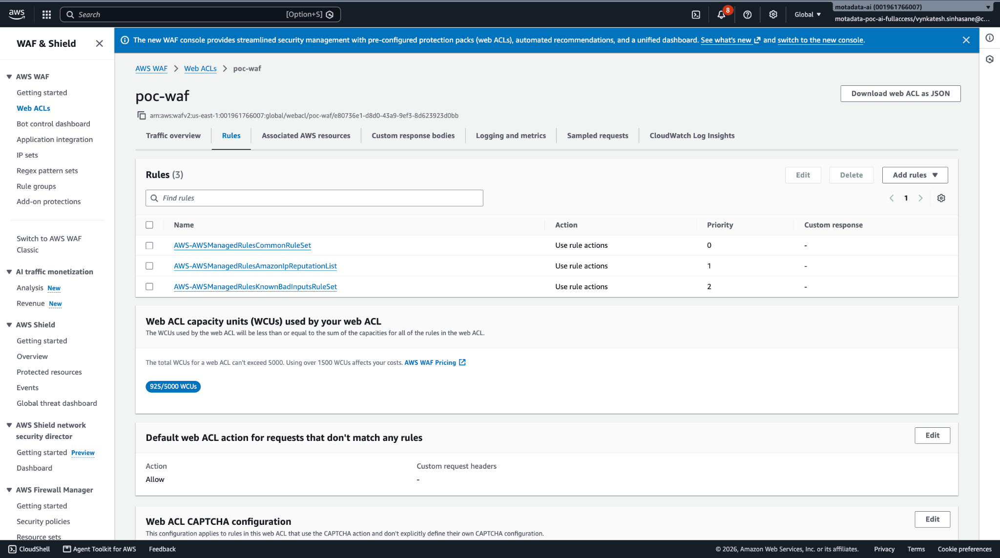 aws
Search
[Option+S]
8
Global
motadata-ai (001961766007)
motadata-poc-ai-fullaccess/vynkatesh.sinhasane@c...
WAF & Shield
The new WAF console provides streamlined security management with pre-configured protection packs (web ACLs), automated recommendations, and a unified dashboard. See what's new and switch to the new console.
AWS WAF
Getting started
Web ACLs
Bot control dashboard
Application integration
IP sets
Regex pattern sets
Rule groups
Add-on protections
Switch to AWS WAF
Classic
AI traffic monetization
Analysis New
Revenue New
AWS Shield
Getting started
Overview
Protected resources
Events
Global threat dashboard
AWS Shield network
security director
Getting started Preview
Dashboard
AWS Firewall Manager
Getting started
Security policies
Resource sets
AWS WAF
Web ACLs
poc-waf
poc-waf
Download web ACL as JSON
arn:aws:wafv2:us-east-1:001961766007:global/webacl/poc-waf/e80736e1-d8d0-43a9-9ef3-8d623923d0bb
Traffic overview
Rules
Associated AWS resources
Custom response bodies
Logging and metrics
Sampled requests
CloudWatch Log Insights
Rules (3)
Edit
Delete
Add rules
Find rules
1
Name Action Priority Custom response
AWS-AWSManagedRulesCommonRuleSet Use rule actions 0 -
AWS-AWSManagedRulesAmazonIpReputationList Use rule actions 1 -
AWS-AWSManagedRulesKnownBadInputsRuleSet Use rule actions 2 -
Web ACL capacity units (WCUs) used by your web ACL
The WCUs used by the web ACL will be less than or equal to the sum of the capacities for all of the rules in the web ACL.
The total WCUs for a web ACL can't exceed 5000. Using over 1500 WCUs affects your costs. AWS WAF Pricing
925/5000 WCUs
Default web ACL action for requests that don't match any rules
Edit
Action Custom request headers
Allow -
Web ACL CAPTCHA configuration
Edit
This configuration applies to rules in this web ACL that use the CAPTCHA action and don't explicitly define their own CAPTCHA configuration.
CloudShell
Agent Toolkit for AWS
Feedback
© 2026, Amazon Web Services, Inc. or its affiliates.
Privacy
Terms
Cookie preferences